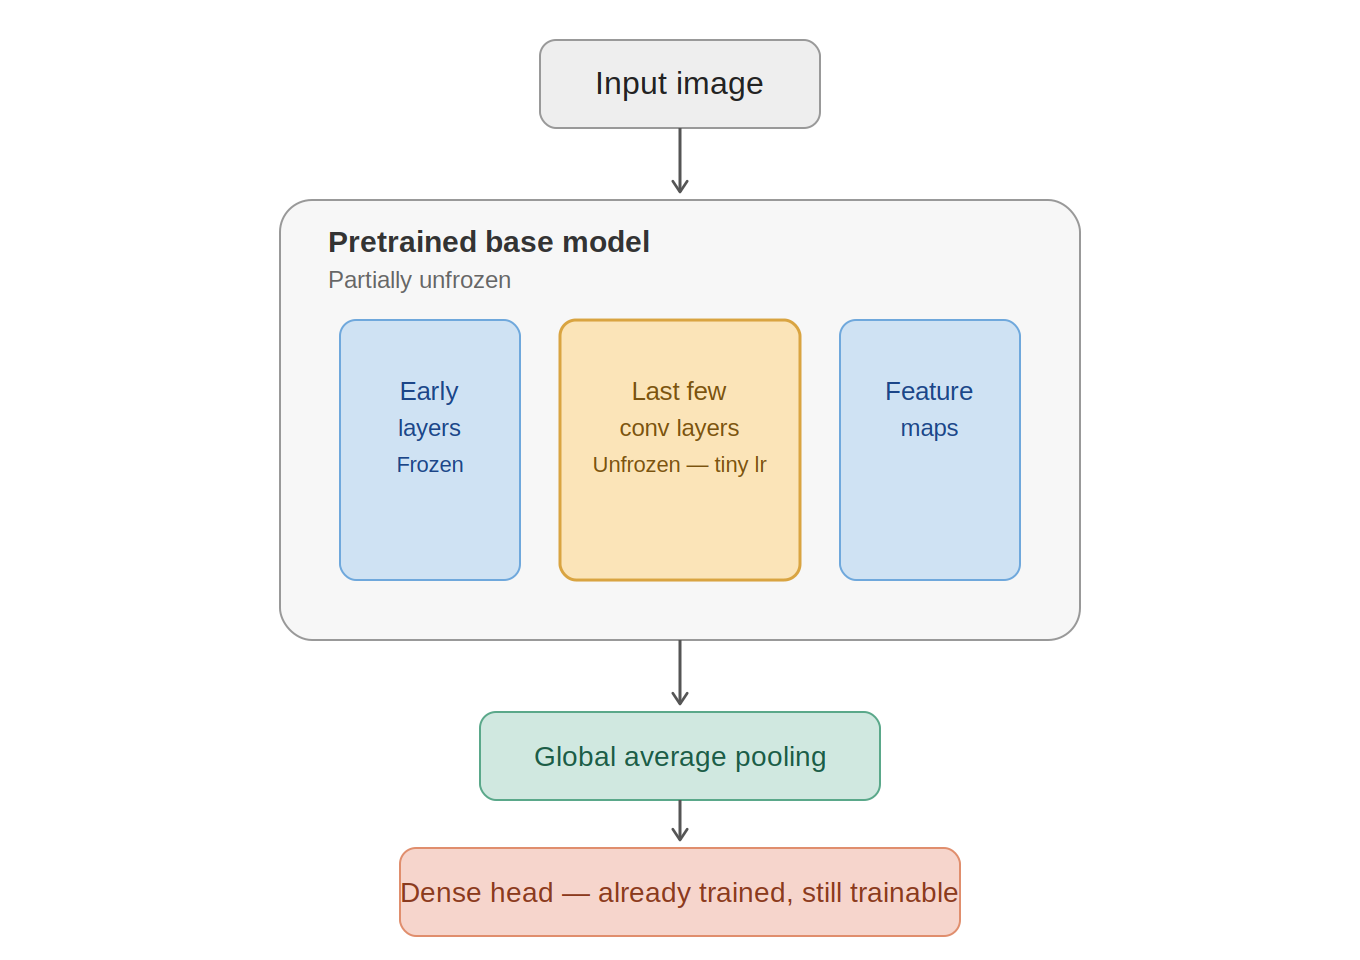 Input image
Pretrained base model
Partially unfrozen
Early
layers
Frozen
Last few
conv layers
Unfrozen — tiny lr
Feature
maps
Global average pooling
Dense head — already trained, still trainable